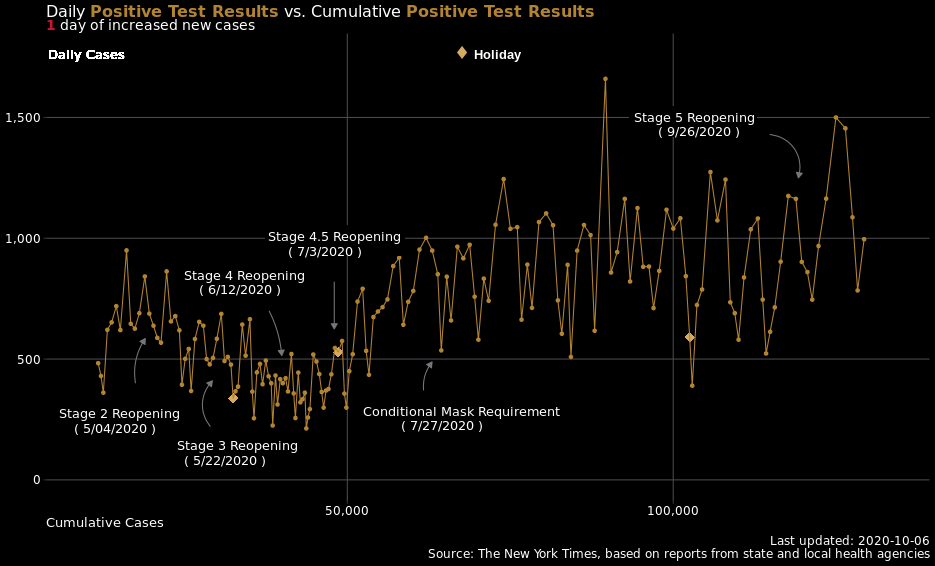 Daily Positive Test Results vs. Cumulative Positive Test Results
1 day of increased new cases
Daily Cases
Holiday
1,500
Stage 5 Reopening
( 9/26/2020 )
1,000
Stage 4.5 Reopening
( 7/3/2020 )
Stage 4 Reopening
( 6/12/2020 )
500
Stage 2 Reopening
( 5/04/2020 )
Conditional Mask Requirement
( 7/27/2020 )
Stage 3 Reopening
( 5/22/2020 )
0
50,000
100,000
Cumulative Cases
Last updated: 2020-10-06
Source: The New York Times, based on reports from state and local health agencies